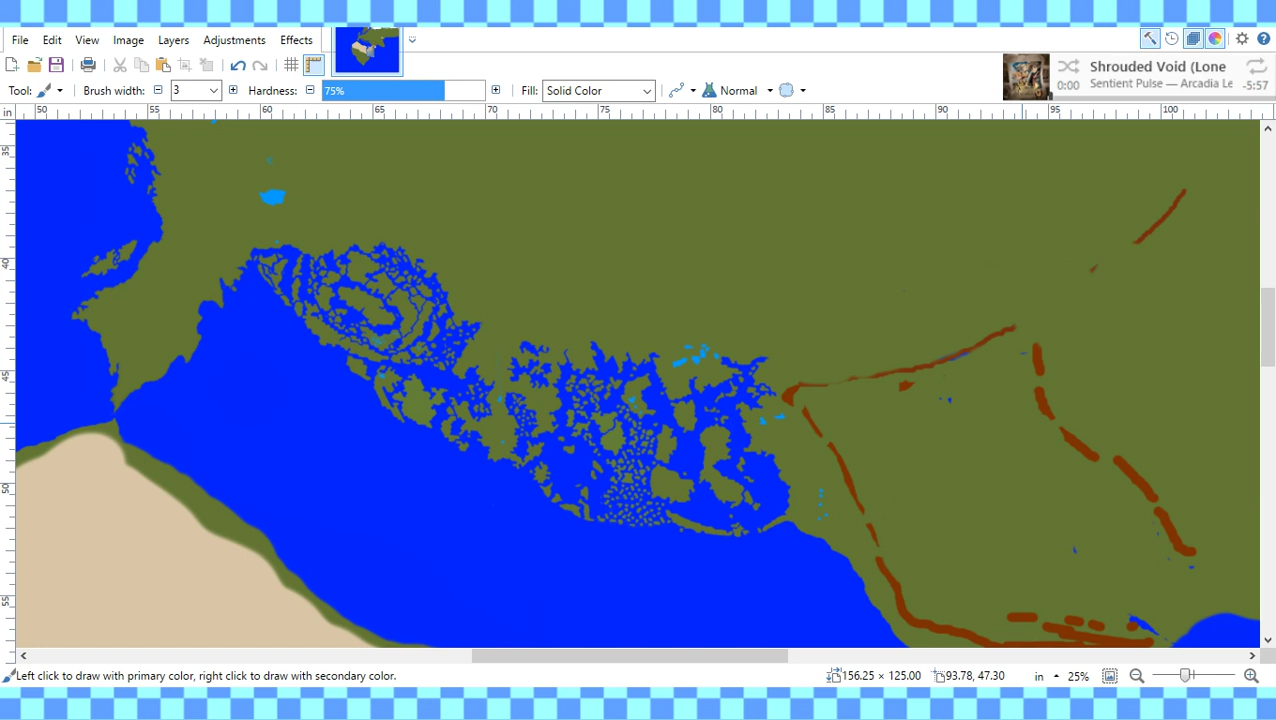 File Edit View Image Layers Adjustments Effects
Shrouded Void (Lone
0:00 Sentient Pulse — Arcadia Le -5:57
Tool: Brush width: 3 Hardness: 75% Fill: Solid Color Normal
in 50 55 60 65 70 75 80 85 90 95 100
35
40
45
50
55
Left click to draw with primary color, right click to draw with secondary color. 156.25 × 125.00 93.78, 47.30 in 25%